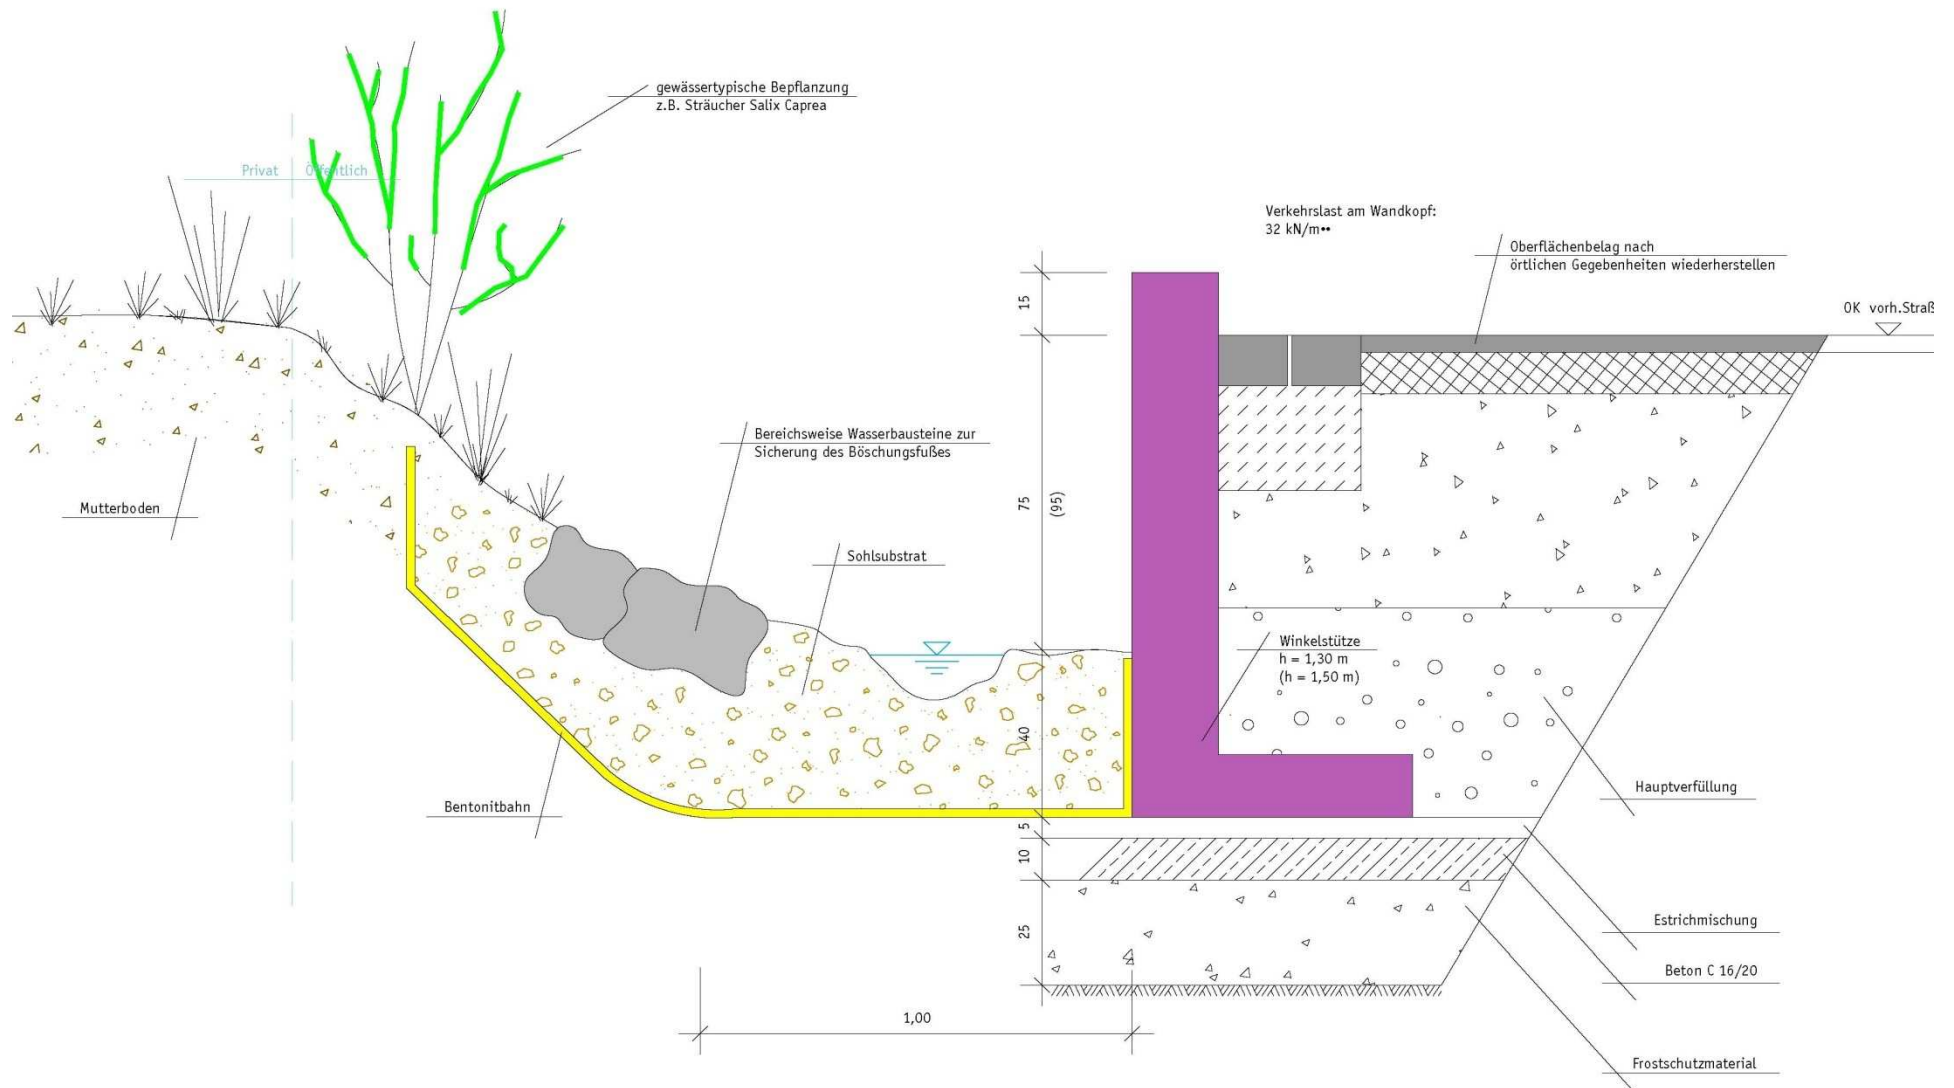 gewässertypische Bepflanzung
z.B. Sträucher Salix Caprea
Privat Öffentlich
Verkehrslast am Wandkopf:
32 kN/m••
Oberflächenbelag nach
örtlichen Gegebenheiten wiederherstellen
OK vorh.Straß
15
75
(95)
Bereichsweise Wasserbausteine zur
Sicherung des Böschungsfußes
Mutterboden
Sohlsubstrat
Winkelstütze
h = 1,30 m
(h = 1,50 m)
40
Hauptverfüllung
Bentonitbahn
5
10
25
Estrichmischung
Beton C 16/20
1,00
Frostschutzmaterial